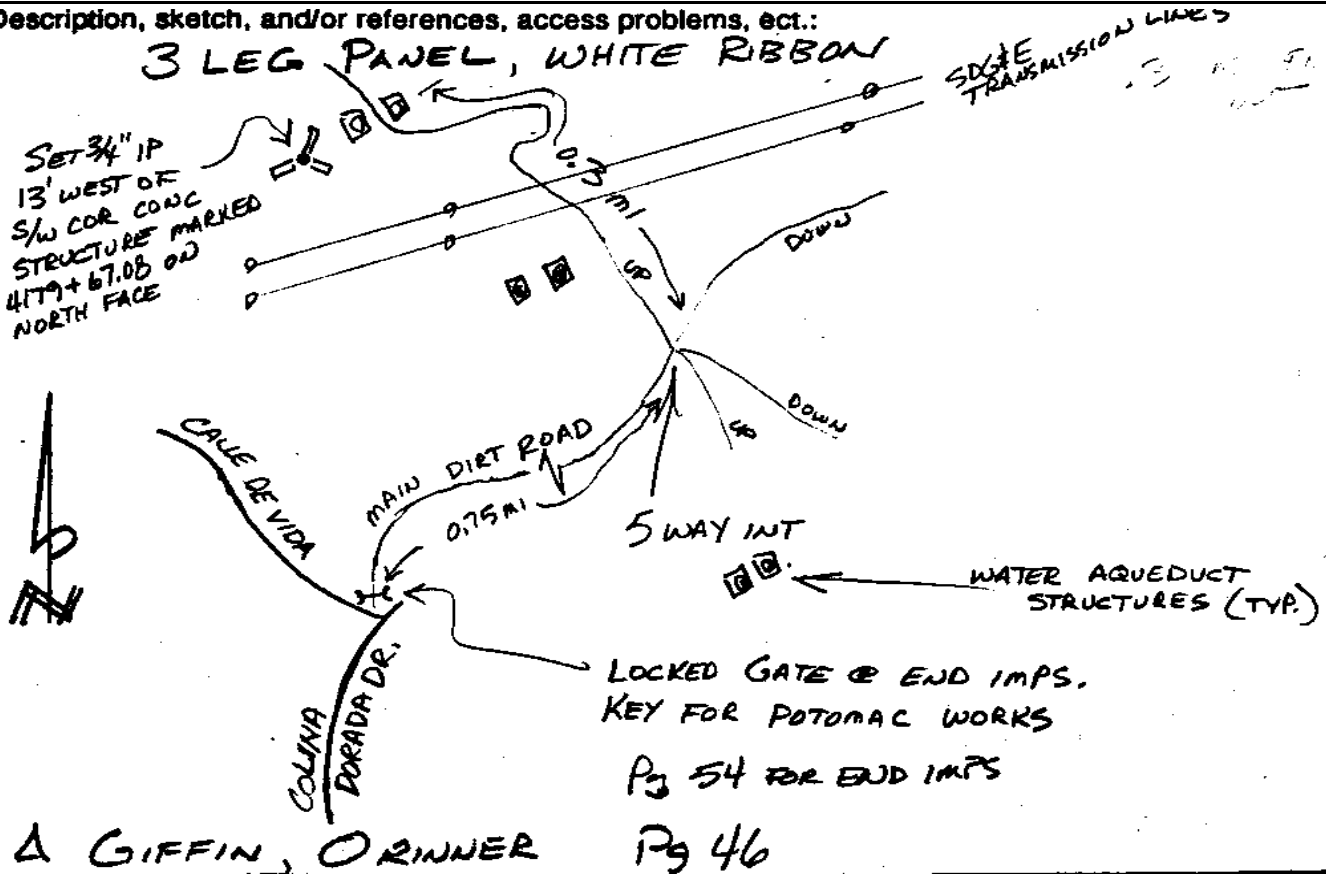 Description, sketch, and/or references, access problems, ect.:
3 LEG PANEL, WHITE RIBBON
SDG&E
TRANSMISSION LINES
SET 3/4" IP
13' WEST OF
S/W COR CONC
STRUCTURE MARKED
4179+67.08 ON
NORTH FACE
0.3 MI
UP
DOWN
DOWN
UP
CALLE DE VIDA
MAIN DIRT ROAD
0.75 MI
5 WAY INT
WATER AQUEDUCT
STRUCTURES (TYP.)
COLINA
DORADA DR.
LOCKED GATE @ END IMPS.
KEY FOR POTOMAC WORKS
Pg 54 FOR END IMPS
Δ GIFFIN, O RINNER Pg 46
N